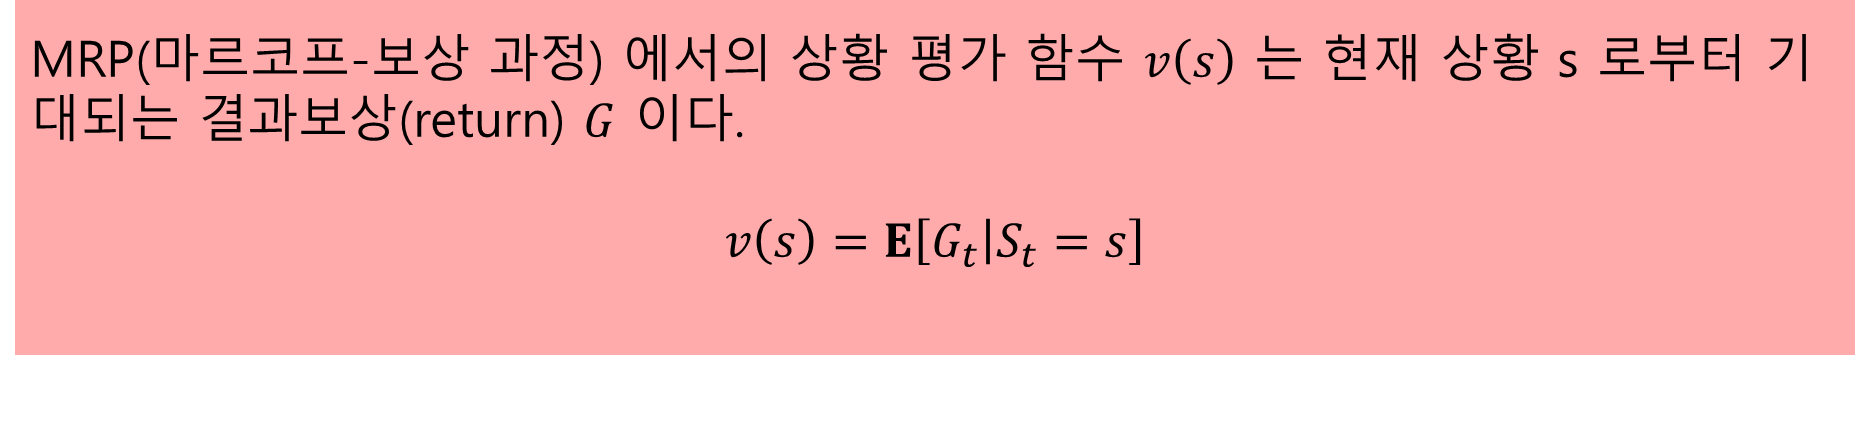 MRP(마르코프-보상 과정) 에서의 상황 평가 함수 𝑣(𝑠) 는 현재 상황 s 로부터 기
대되는 결과보상(return) 𝐺 이다.
𝑣(𝑠) = 𝐄[𝐺ₜ|𝑆ₜ = 𝑠]